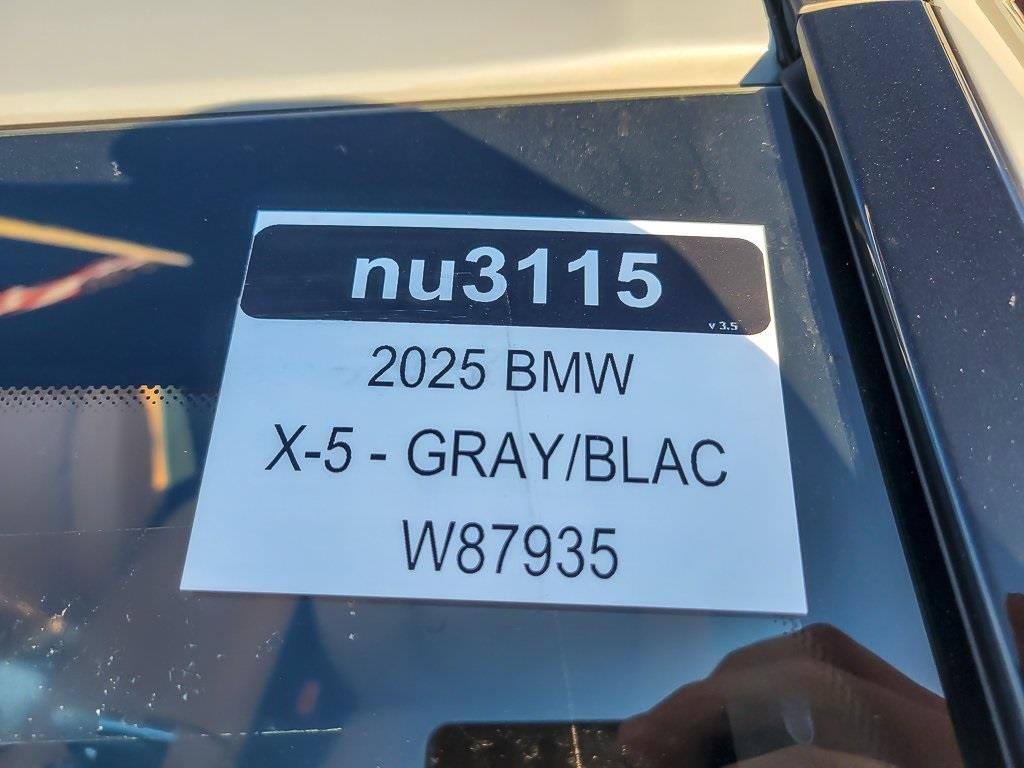 nu3115
v 3.5
2025 BMW
X-5 - GRAY/BLAC
W87935